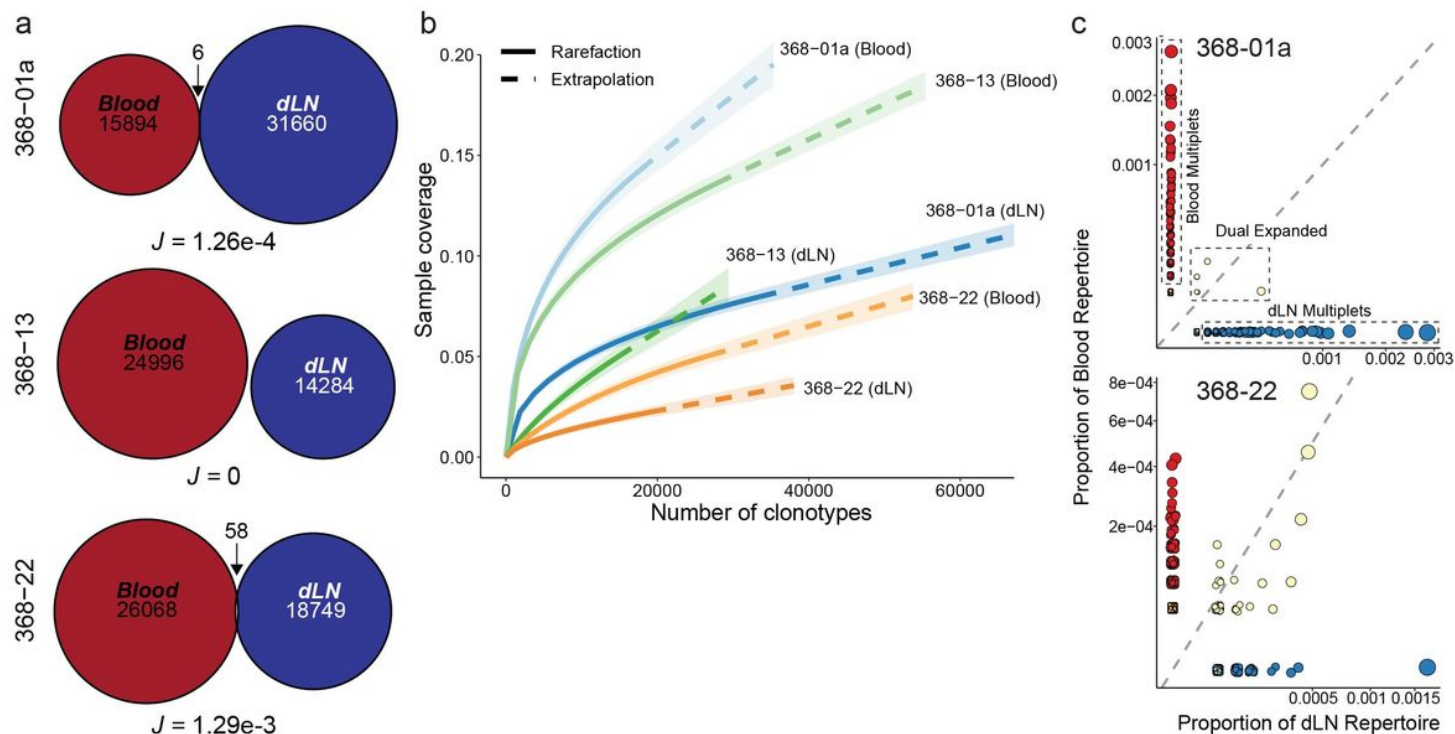 a
368-01a
6
Blood
15894
dLN
31660
J = 1.26e-4
368-13
Blood
24996
dLN
14284
J = 0
368-22
58
Blood
26068
dLN
18749
J = 1.29e-3
b
Rarefaction
Extrapolation
368−01a (Blood)
368−13 (Blood)
368−01a (dLN)
368−13 (dLN)
368−22 (Blood)
368−22 (dLN)
Sample coverage
0.20
0.15
0.10
0.05
0.00
0
20000
40000
60000
Number of clonotypes
c
368-01a
0.003
0.002
0.001
Blood Multiplets
Dual Expanded
dLN Multiplets
0.001
0.002
0.003
Proportion of Blood Repertoire
368-22
8e−04
6e−04
4e−04
2e−04
0.0005
0.001
0.0015
Proportion of dLN Repertoire